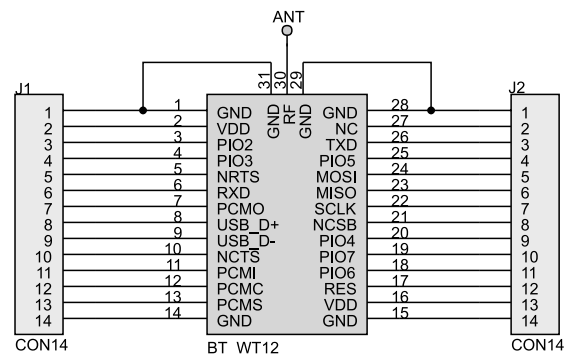 ANT
31 30 29
J1 J2
GND RF GND
1 1 GND GND 28 1
2 2 VDD NC 27 2
3 3 PIO2 TXD 26 3
4 4 PIO3 PIO5 25 4
5 5 NRTS MOSI 24 5
6 6 RXD MISO 23 6
7 7 PCMO SCLK 22 7
8 8 USB_D+ NCSB 21 8
9 9 USB_D- PIO4 20 9
10 10 NCTS PIO7 19 10
11 11 PCMI PIO6 18 11
12 12 PCMC RES 17 12
13 13 PCMS VDD 16 13
14 14 GND GND 15 14
CON14 BT_WT12 CON14